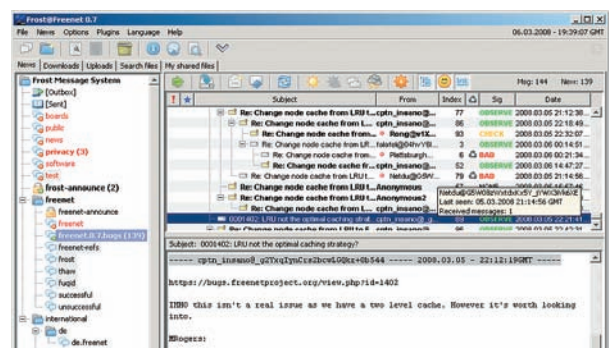 Frost@Freenet 0.7
File News Options Plugins Language Help
06.03.2008 - 19:39:07 GMT
News Downloads Uploads Search files My shared files
Frost Message System
[Outbox]
[Sent]
boards
public
news
privacy (3)
software
test
frost-announce (2)
freenet
freenet-announce
freenet
freenet.0.7.bugs (139)
freenet-refs
frost
thaw
fuqid
successful
unsuccessful
international
de
de.freenet
Msg: 144 New: 139
! Subject From Index Sig Date
Re: Change node cache from LRU t... cptn_insano@... 77 OBSERVE 2008.03.05 21:12:38...
Re: Change node cache from L... cptn_insano@... 86 OBSERVE 2008.03.05 22:18:49...
Re: Change node cache from... 93 CHECK 2008.03.05 22:32:07...
Re: Change node cache from LR... 3 OBSERVE 2008.03.06 00:14:51...
Re: Change node cache from... 6 BAD 2008.03.06 00:21:34...
Re: Change node cache from L... cptn_insano@... 52 OBSERVE 2008.03.06 14:47:27...
Re: Change node cache from LRU t... 79 BAD 2008.03.05 21:14:56...
Re: Change node cache from LRU t... Anonymous
Re: Change node cache from LRU t... Anonymous2
Last seen: 05.03.2008 21:14:56 GMT
Received messages: 1
0001402: LRU not the optimal caching strat... cptn_insano@_g... 89 OBSERVE 2008.03.05 22:21:41
Subject: 0001402: LRU not the optimal caching strategy?
2008.03.05 - 22:12:19GMT -----
https://bugs.freenetproject.org/view.php?id=1402
IMHO this isn't a real issue as we have a two level cache. However it's worth looking
into.
MRogers: